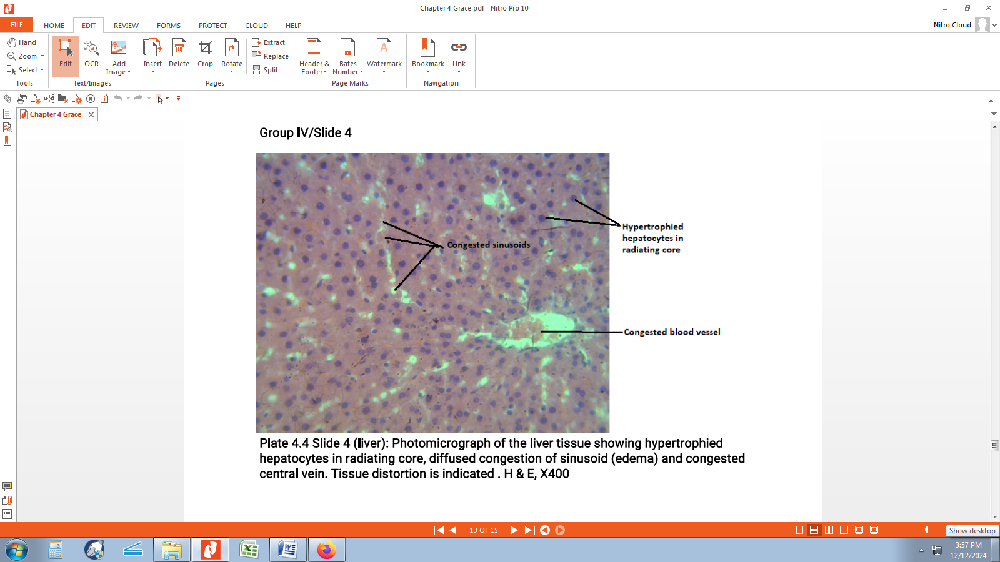 Chapter 4 Grace.pdf - Nitro Pro 10
FILE HOME EDIT REVIEW FORMS PROTECT CLOUD HELP
Nitro Cloud
Hand
Zoom
Select
Tools
Edit
OCR
Add
Image
Text/Images
Insert
Delete
Crop
Rotate
Extract
Replace
Split
Pages
Header &
Footer
Bates
Number
Watermark
Page Marks
Bookmark
Link
Navigation
Chapter 4 Grace
Group IV/Slide 4
Hypertrophied
hepatocytes in
radiating core
Congested sinusoids
Congested blood vessel
Plate 4.4 Slide 4 (liver): Photomicrograph of the liver tissue showing hypertrophied
hepatocytes in radiating core, diffused congestion of sinusoid (edema) and congested
central vein. Tissue distortion is indicated . H & E, X400
13 OF 15
Show desktop
3:57 PM
12/12/2024